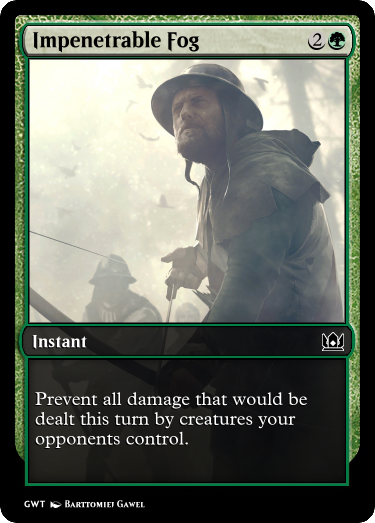 Impenetrable Fog 2
Instant
Prevent all damage that would be
dealt this turn by creatures your
opponents control.
GWT Barttomiej Gawel